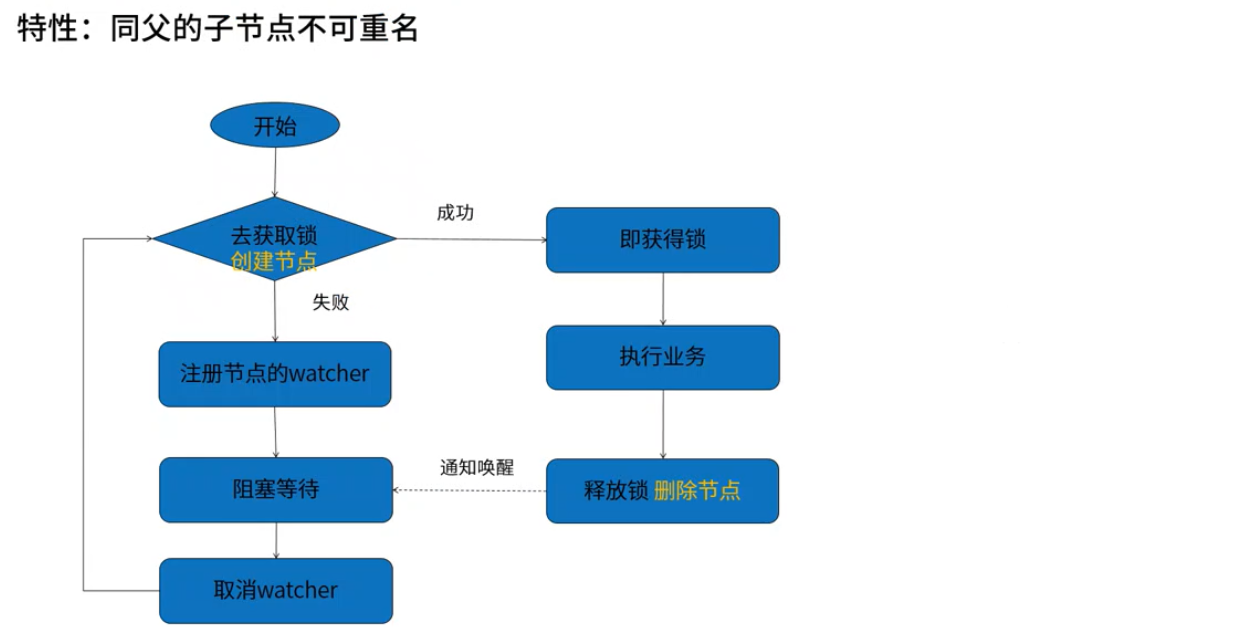 特性：同父的子节点不可重名
开始
去获取锁
创建节点
成功
即获得锁
失败
执行业务
注册节点的watcher
通知唤醒
阻塞等待
释放锁 删除节点
取消watcher